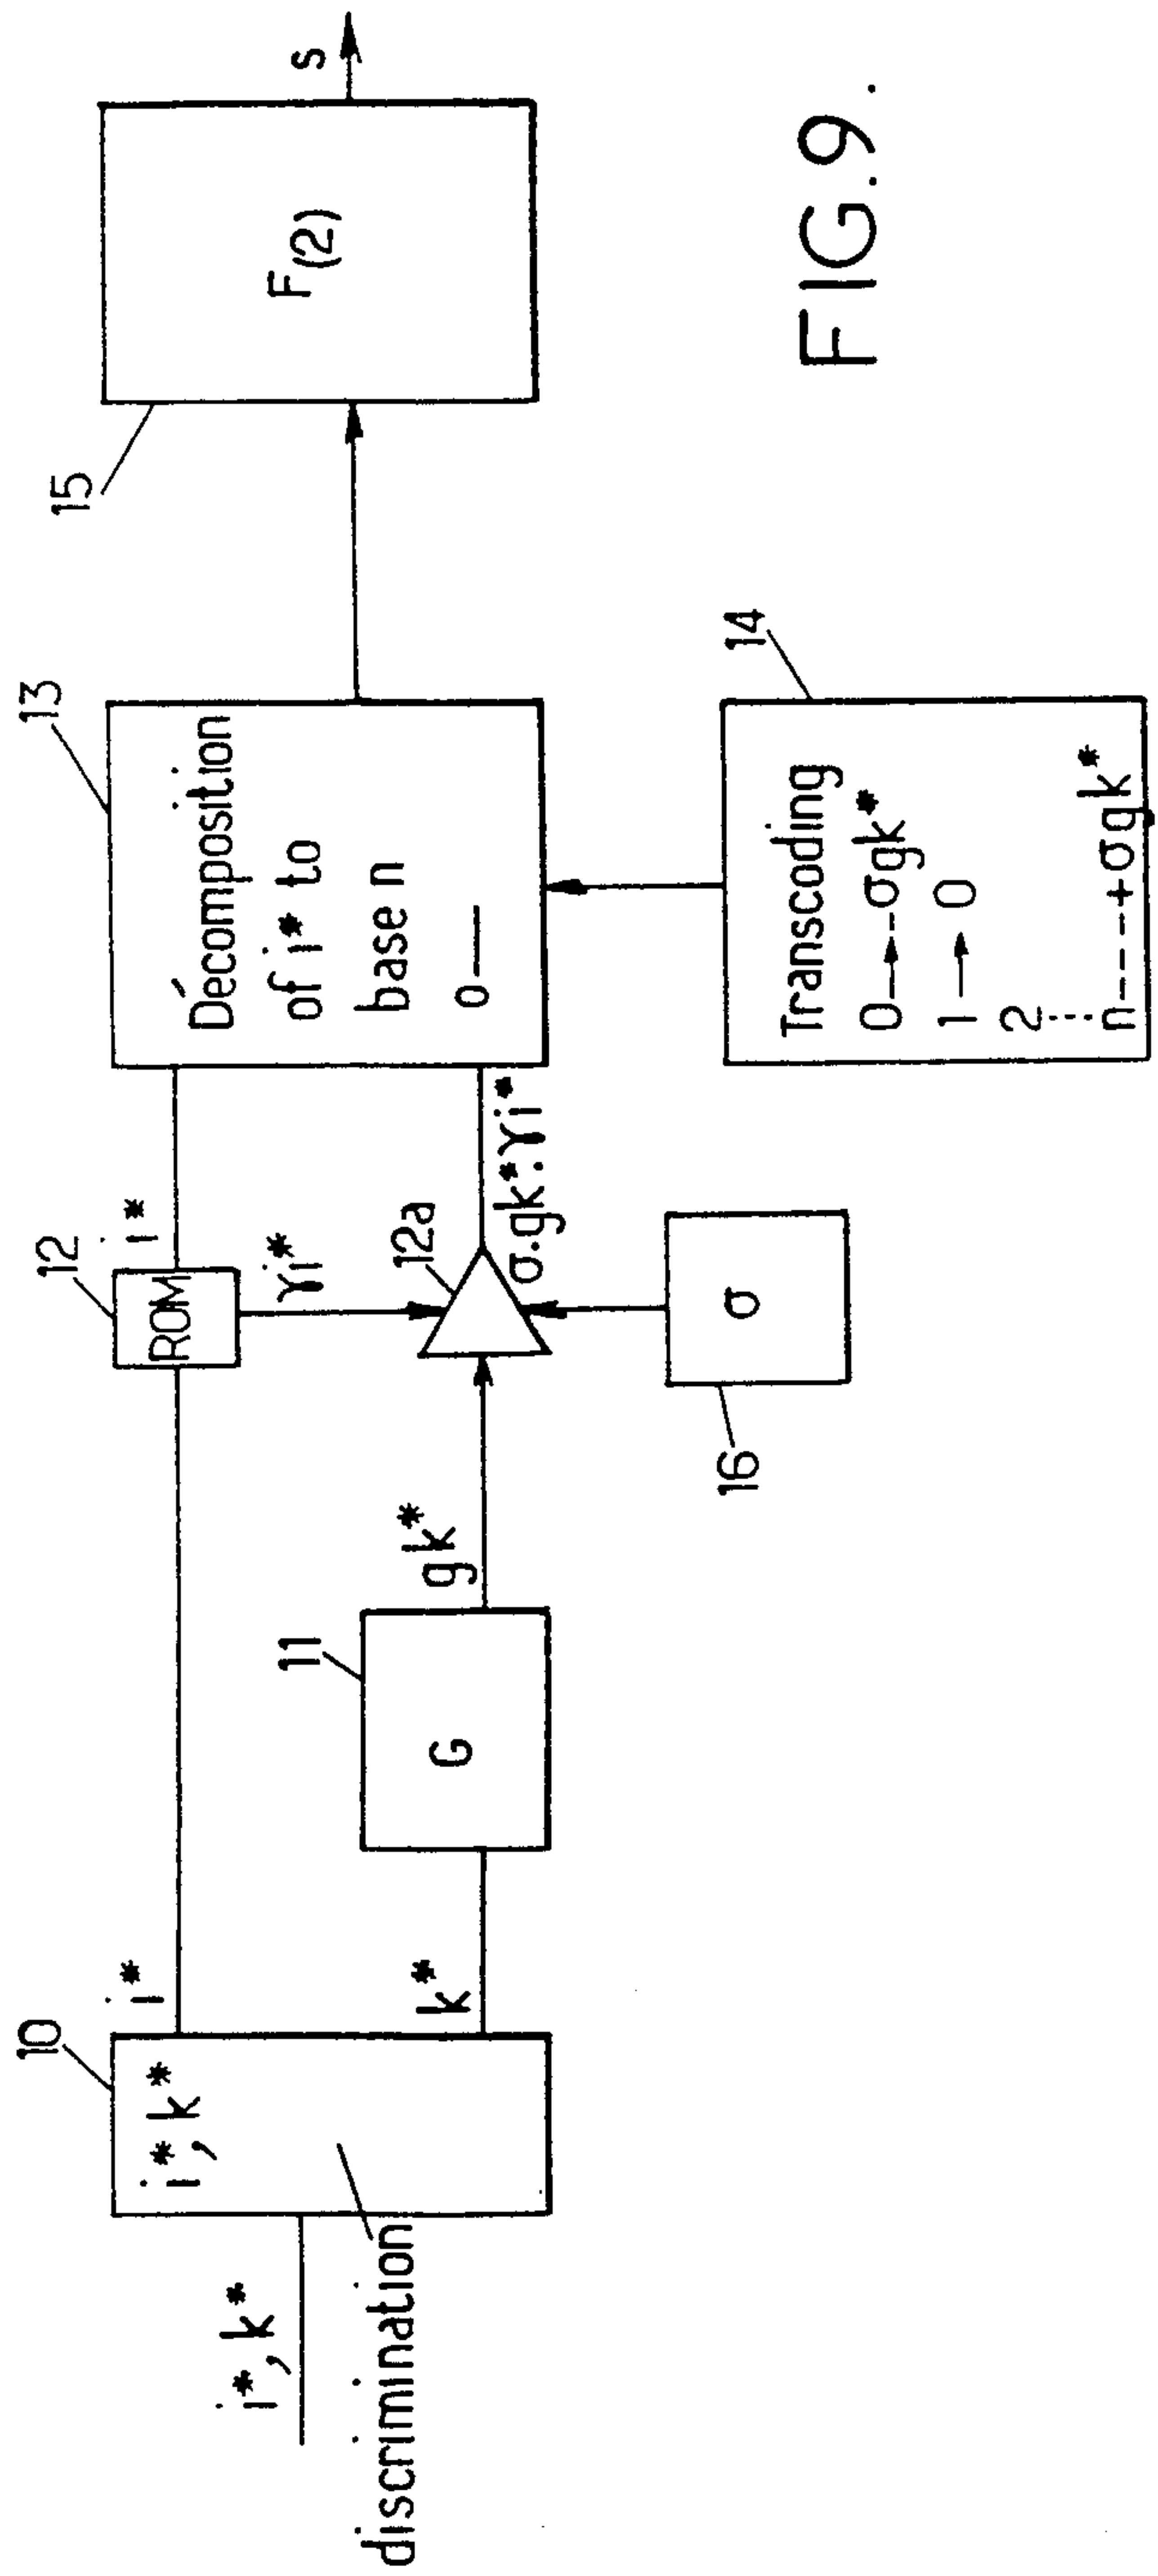 i*, k*
discrimination
10
i*, k*
i*
k*
11
G
gk*
12
ROM
i*
γi*
12a
σ.gk*.γi*
16
σ
13
Décomposition
of i* to
base n
0
14
Transcoding
0 -σgk*
1 0
2
n----+σgk*
15
F(2)
s
FIG.9.